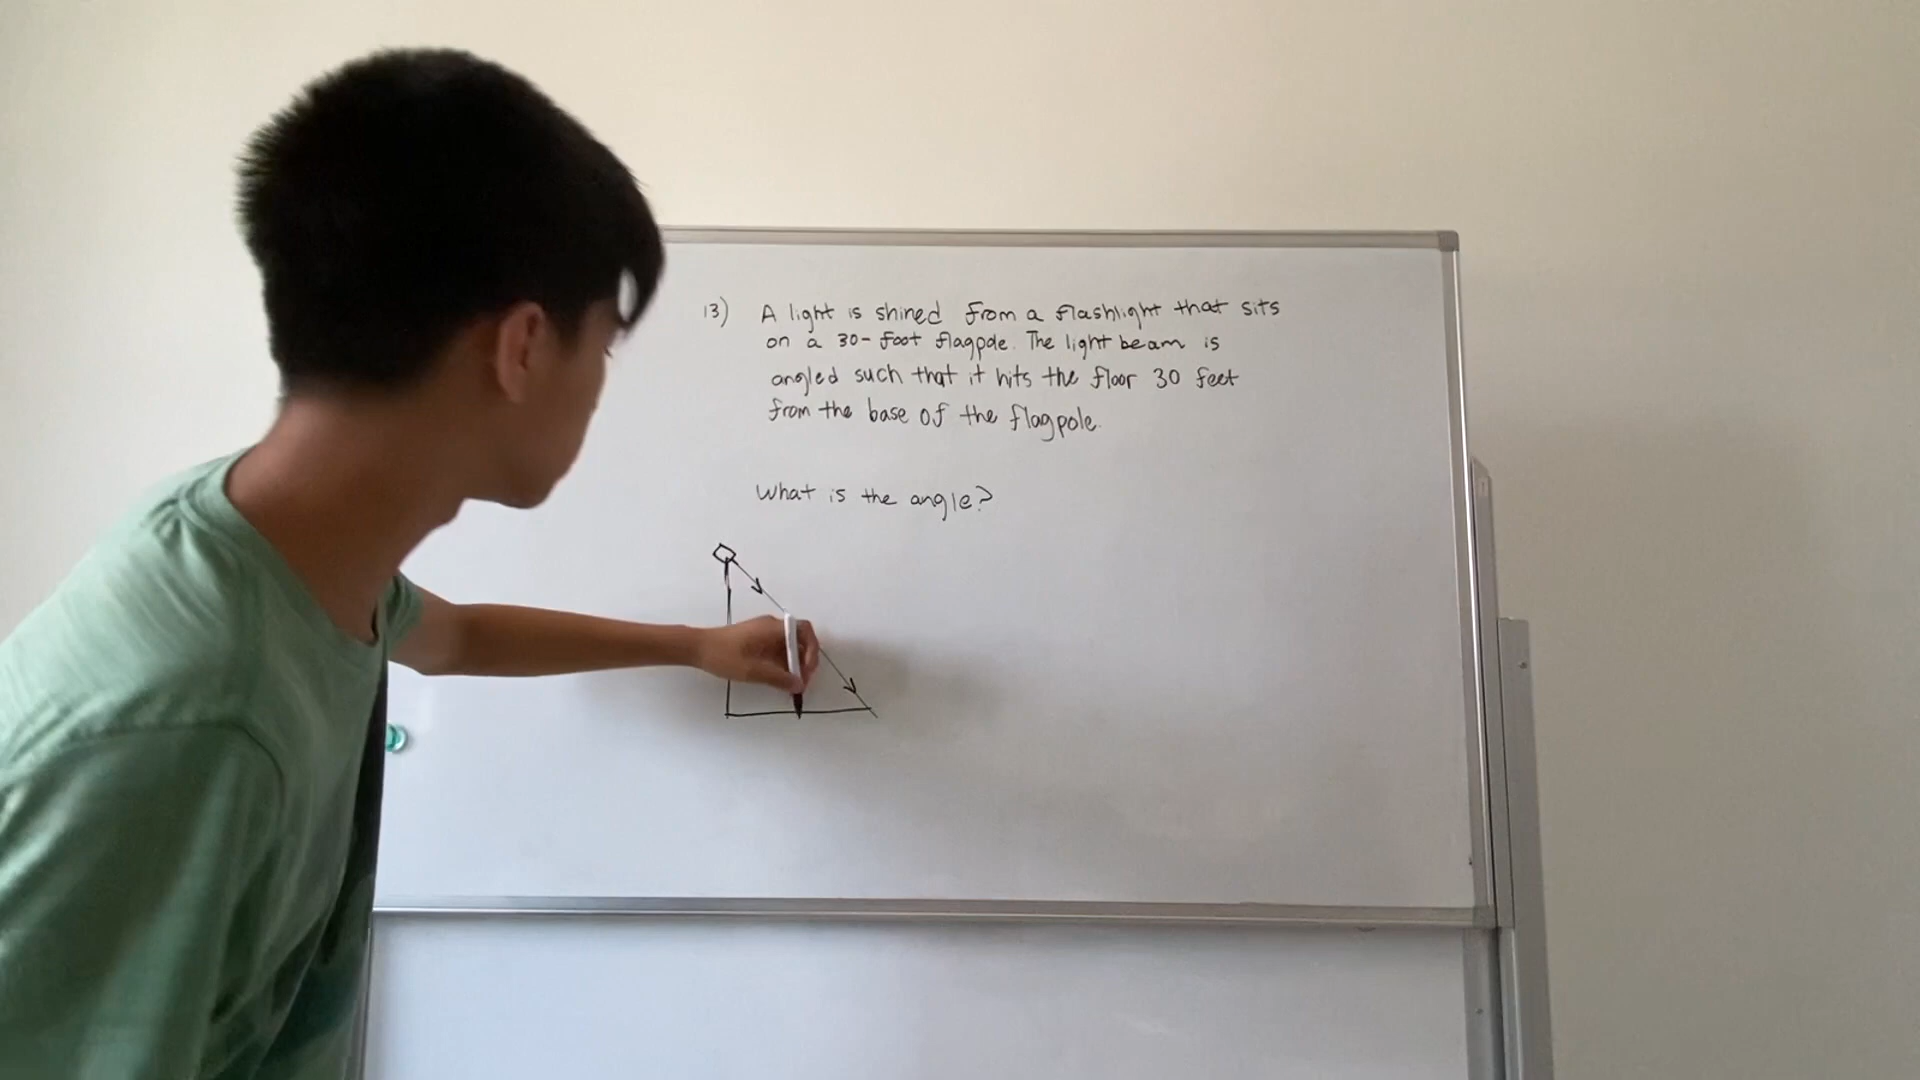 13) A light is shined from a flashlight that sits
on a 30-foot flagpole. The light beam is
angled such that it hits the floor 30 feet
from the base of the flagpole.
What is the angle?